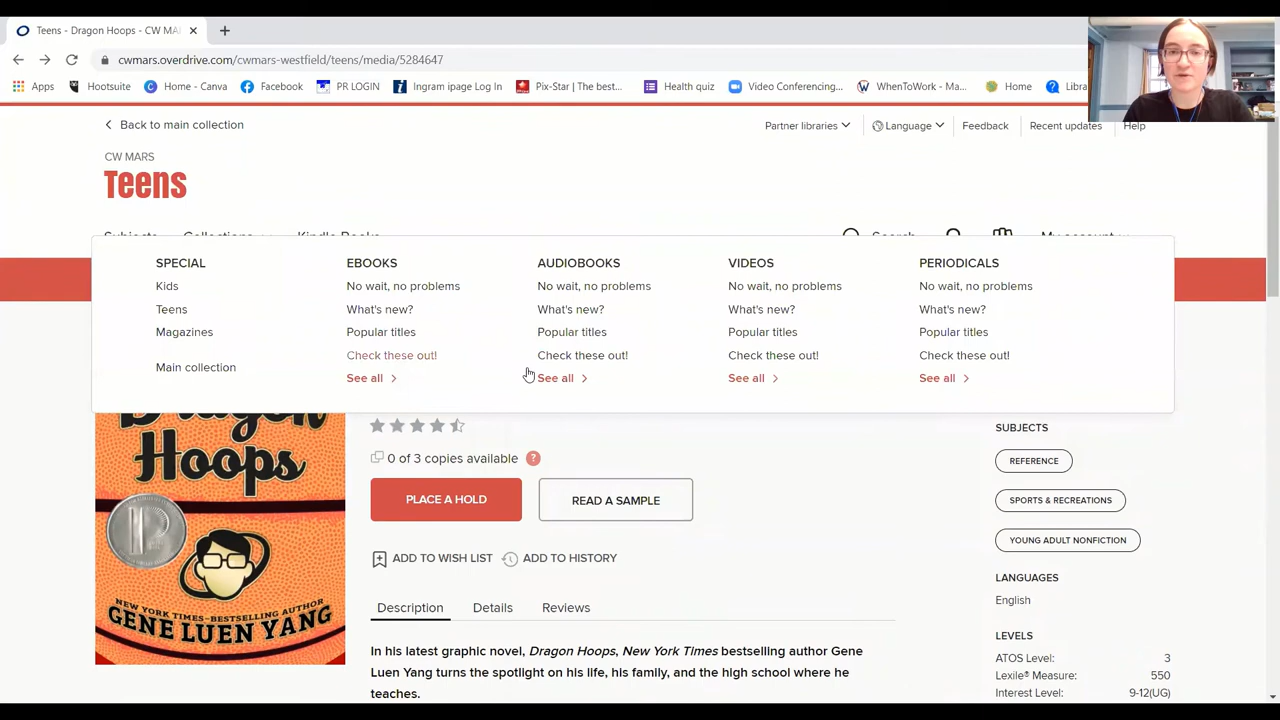 Teens - Dragon Hoops - CW MA
cwmars.overdrive.com/cwmars-westfield/teens/media/5284647
Apps Hootsuite Home - Canva Facebook PR LOGIN Ingram ipage Log In Pix-Star | The best... Health quiz Video Conferencing... WhenToWork - Ma... Home Libra
Back to main collection
Partner libraries Language Feedback Recent updates Help
CW MARS
Teens
Subjects Collections Kindle Books Search My account
SPECIAL
Kids
Teens
Magazines
Main collection
EBOOKS
No wait, no problems
What's new?
Popular titles
Check these out!
See all
AUDIOBOOKS
No wait, no problems
What's new?
Popular titles
Check these out!
See all
VIDEOS
No wait, no problems
What's new?
Popular titles
Check these out!
See all
PERIODICALS
No wait, no problems
What's new?
Popular titles
Check these out!
See all
Dragon
Hoops
NEW YORK TIMES-BESTSELLING AUTHOR
GENE LUEN YANG
0 of 3 copies available ?
PLACE A HOLD
READ A SAMPLE
ADD TO WISH LIST ADD TO HISTORY
Description Details Reviews
In his latest graphic novel, Dragon Hoops, New York Times bestselling author Gene
Luen Yang turns the spotlight on his life, his family, and the high school where he
teaches.
SUBJECTS
REFERENCE
SPORTS & RECREATIONS
YOUNG ADULT NONFICTION
LANGUAGES
English
LEVELS
ATOS Level: 3
Lexile® Measure: 550
Interest Level: 9-12(UG)